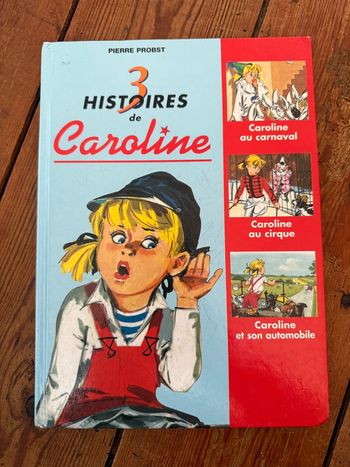 PIERRE PROBST
3
HISTOIRES
de
Caroline
Caroline
au carnaval
Caroline
au cirque
Caroline
et son automobile